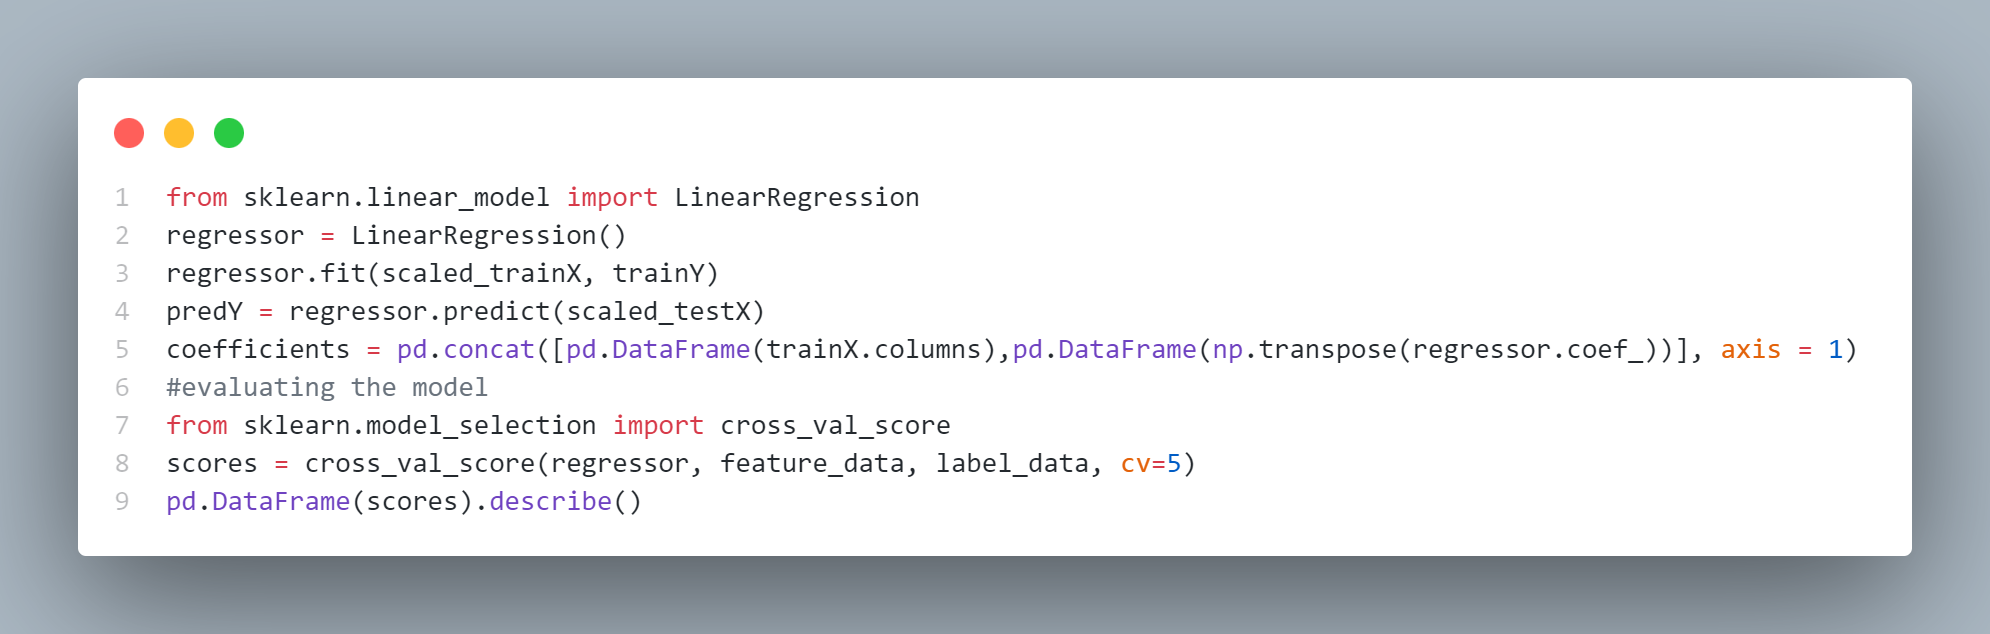 1 from sklearn.linear_model import LinearRegression
2 regressor = LinearRegression()
3 regressor.fit(scaled_trainX, trainY)
4 predY = regressor.predict(scaled_testX)
5 coefficients = pd.concat([pd.DataFrame(trainX.columns),pd.DataFrame(np.transpose(regressor.coef_))], axis = 1)
6 #evaluating the model
7 from sklearn.model_selection import cross_val_score
8 scores = cross_val_score(regressor, feature_data, label_data, cv=5)
9 pd.DataFrame(scores).describe()